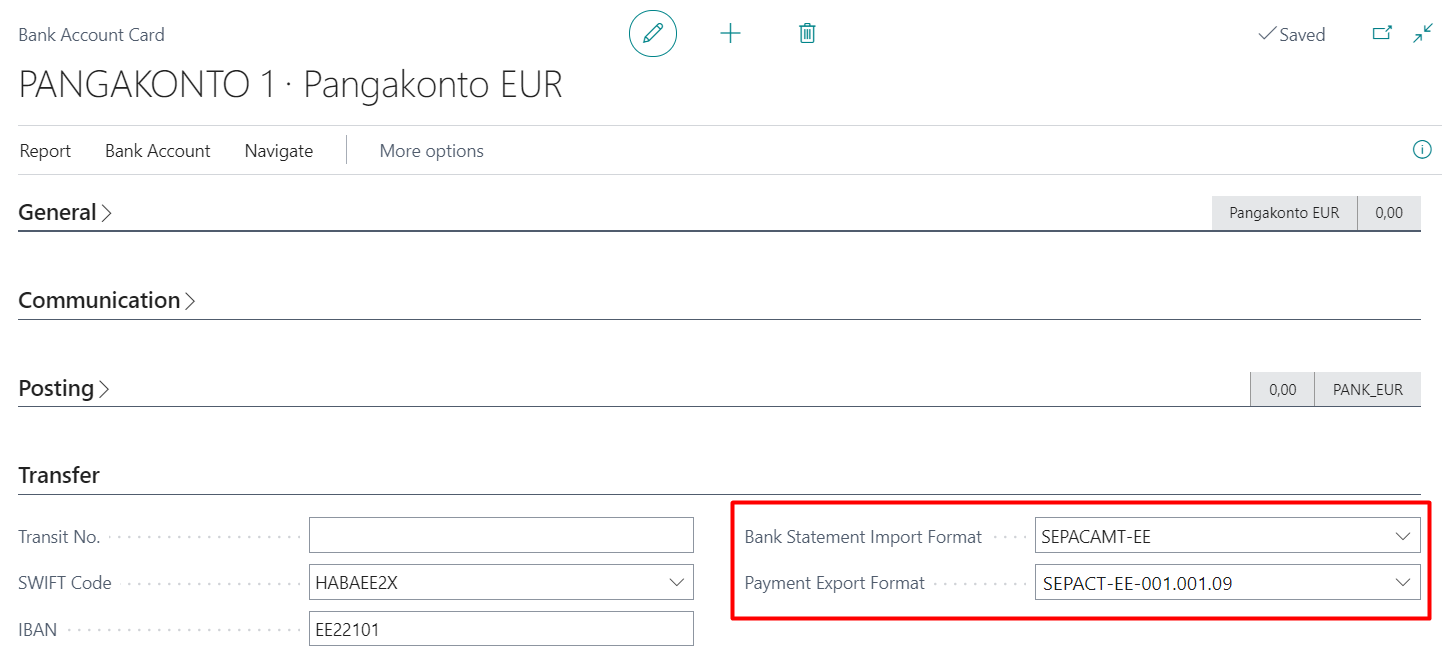 Bank Account Card
Saved
PANGAKONTO 1 · Pangakonto EUR
Report Bank Account Navigate More options
General Pangakonto EUR 0,00
Communication
Posting 0,00 PANK_EUR
Transfer
Transit No. Bank Statement Import Format SEPACAMT-EE
SWIFT Code HABAEE2X Payment Export Format SEPACT-EE-001.001.09
IBAN EE22101